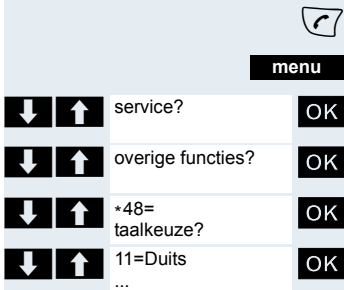 menu
service? OK
overige functies? OK
*48= OK
taalkeuze?
11=Duits OK
...